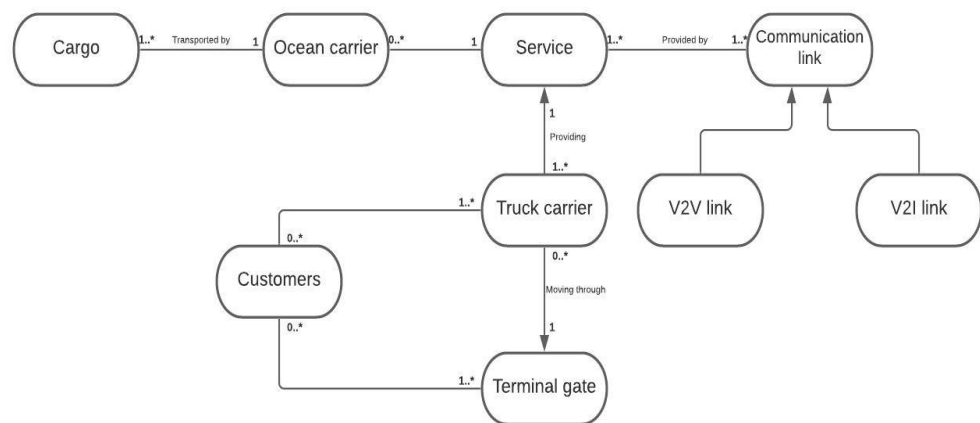 Cargo
1..*
Transported by
1
Ocean carrier
0..*
1
Service
1..*
Provided by
1..*
Communication
link
1
Providing
1..*
V2V link
V2I link
1..*
Truck carrier
0..*
0..*
Customers
Moving through
0..*
1
1..*
Terminal gate